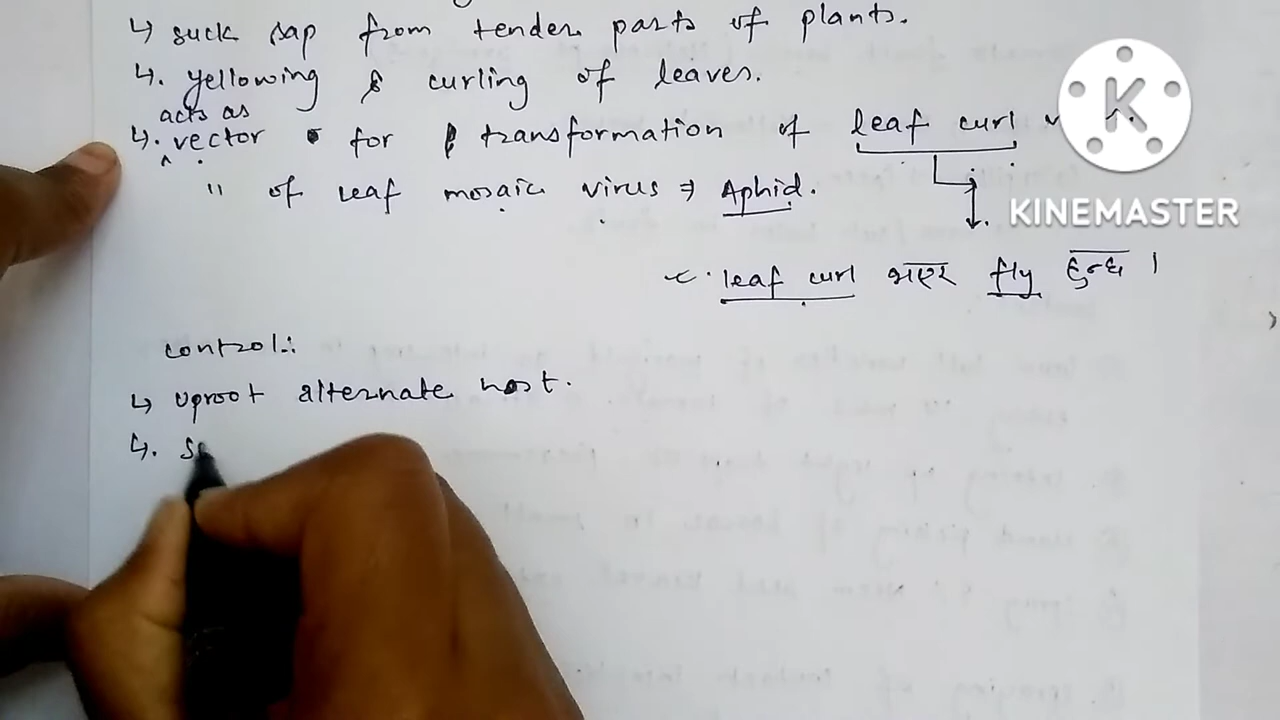 ↳ suck sap from tender parts of plants.
↳. yellowing & curling of leaves.
acts as
↳. vector for transformation of leaf curl
" of leaf mosaic virus ⇒ Aphid.
leaf curl भएर fly हुन्छ।
control:
↳ uproot alternate host.
↳. S
K
KINEMASTER